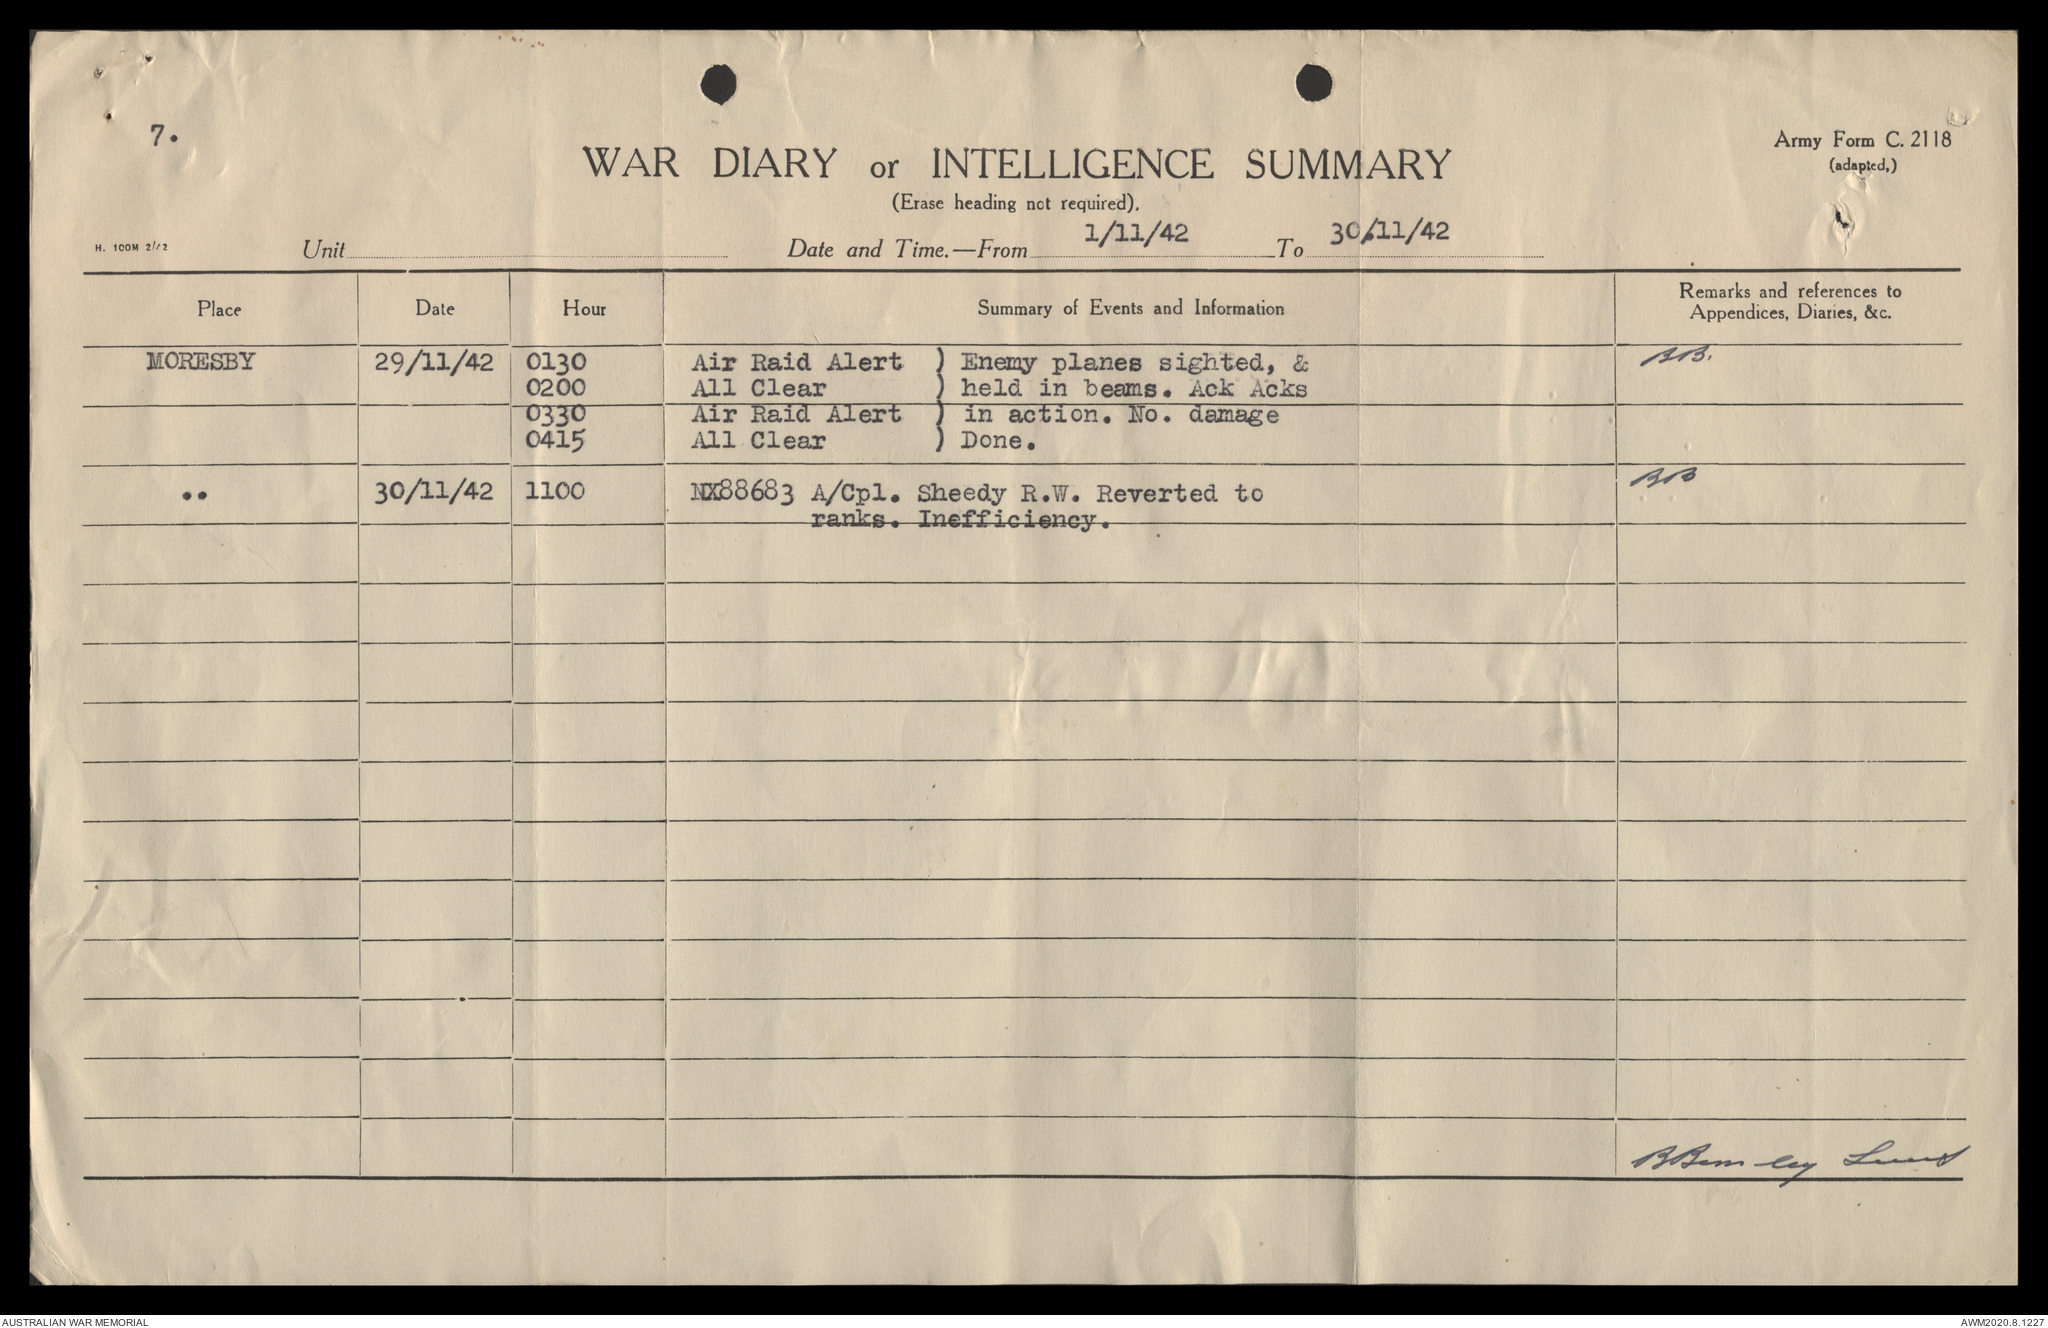 7.
Army Form C. 2118
(adapted.)
WAR DIARY or INTELLIGENCE SUMMARY
(Erase heading not required).
H. 100M 2/42
Unit
Date and Time.—From 1/11/42 To 30/11/42
Place Date Hour Summary of Events and Information Remarks and references to
Appendices, Diaries, &c.
MORESBY 29/11/42 0130 Air Raid Alert ) Enemy planes sighted, & BB.
0200 All Clear ) held in beams. Ack Acks
0330 Air Raid Alert ) in action. No. damage
0415 All Clear ) Done.
•• 30/11/42 1100 NX88683 A/Cpl. Sheedy R.W. Reverted to BB
ranks. Inefficiency.
AUSTRALIAN WAR MEMORIAL
AWM2020.8.1227